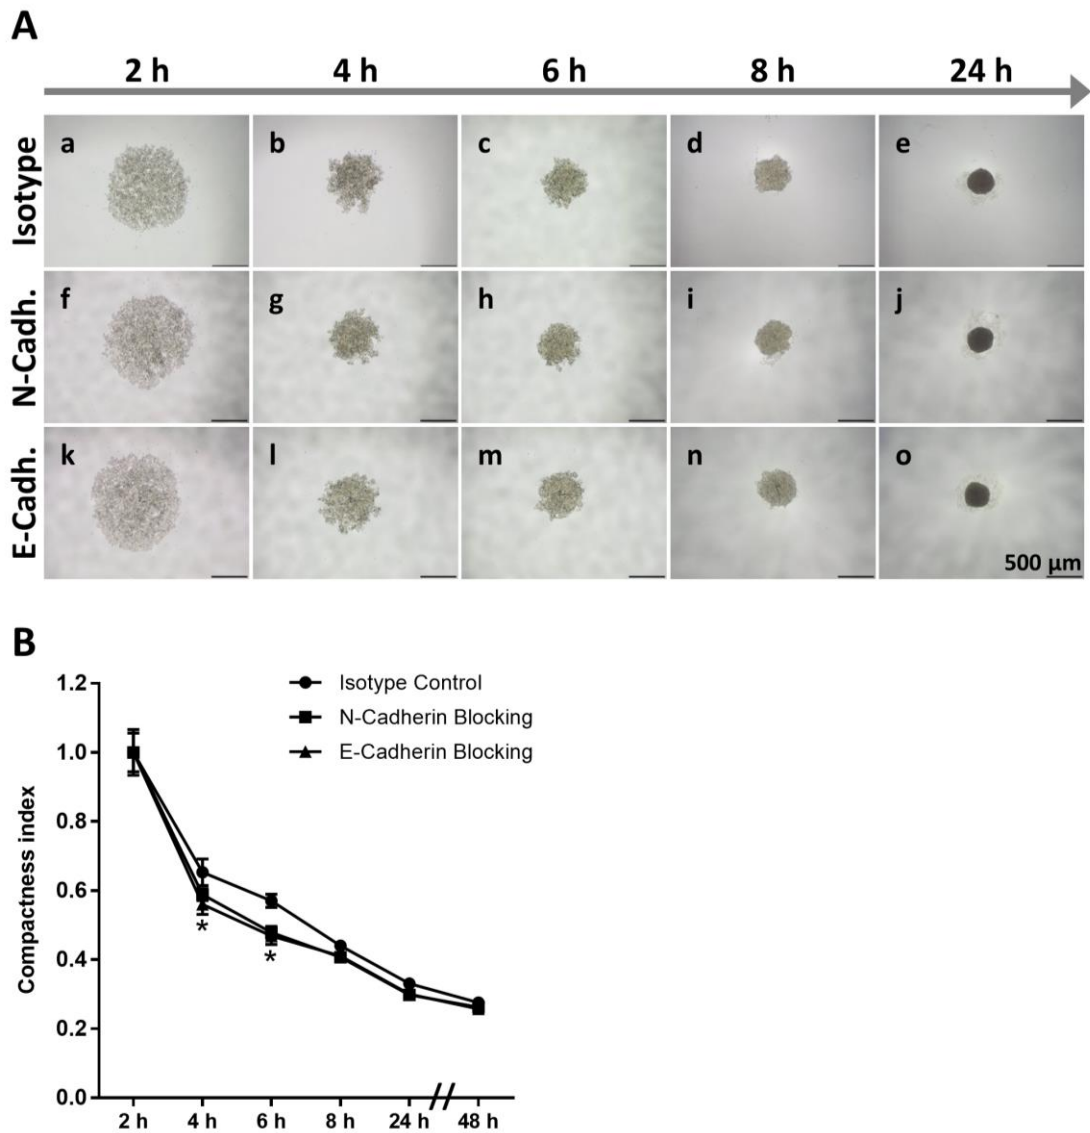 A
2 h 4 h 6 h 8 h 24 h
Isotype
a b c d e
N-Cadh.
f g h i j
E-Cadh.
k l m n o
500 µm
B
Compactness index
1.2
1.0
0.8
0.6
0.4
0.2
0.0
Isotype Control
N-Cadherin Blocking
E-Cadherin Blocking
* *
2 h 4 h 6 h 8 h 24 h 48 h